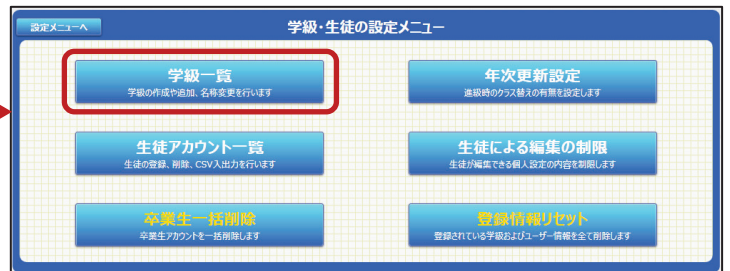 設定メニューへ
学級・生徒の設定メニュー
学級一覧
学級の作成や追加、名称変更を行います
年次更新設定
進級時のクラス替えの有無を設定します
生徒アカウント一覧
生徒の登録、削除、CSV入出力を行います
生徒による編集の制限
生徒が編集できる個人設定の内容を制限します
卒業生一括削除
卒業生アカウントを一括削除します
登録情報リセット
登録されている学級およびユーザー情報を全て削除します